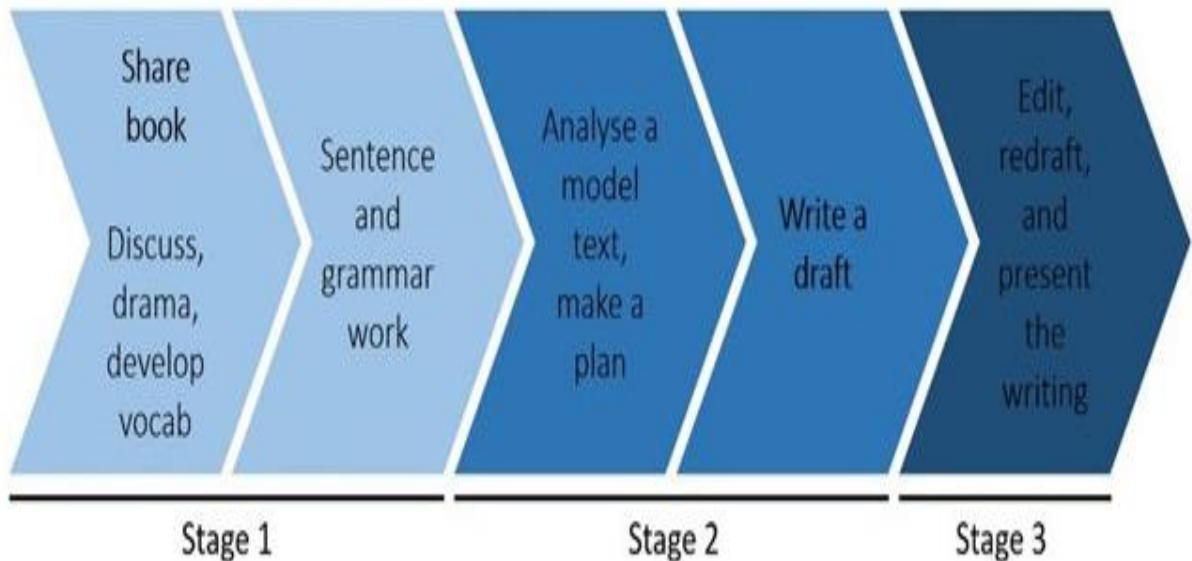 Share
book
Discuss,
drama,
develop
vocab
Sentence
and
grammar
work
Analyse a
model
text,
make a
plan
Write a
draft
Edit,
redraft,
and
present
the
writing
Stage 1
Stage 2
Stage 3